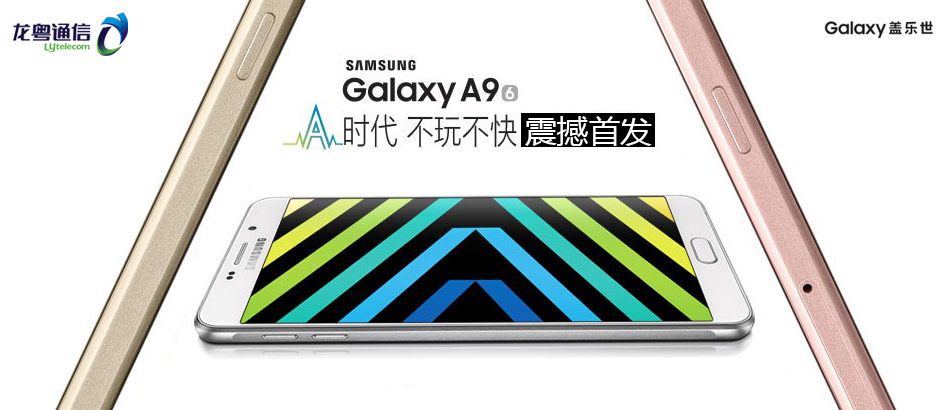 龙粤通信
Lytelecom
Galaxy 盖乐世
SAMSUNG
Galaxy A9 6
A时代 不玩不快 震撼首发
SAMSUNG